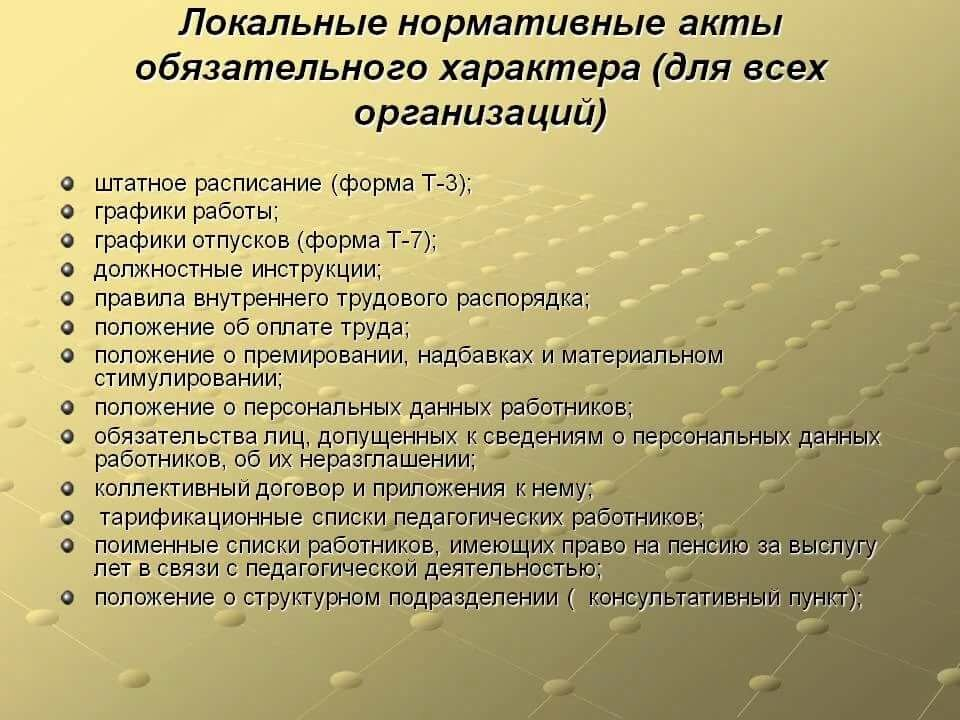 Локальные нормативные акты
обязательного характера (для всех
организаций)
штатное расписание (форма Т-3);
графики работы;
графики отпусков (форма Т-7);
должностные инструкции;
правила внутреннего трудового распорядка;
положение об оплате труда;
положение о премировании, надбавках и материальном
стимулировании;
положение о персональных данных работников;
обязательства лиц, допущенных к сведениям о персональных данных
работников, об их неразглашении;
коллективный договор и приложения к нему;
тарификационные списки педагогических работников;
поименные списки работников, имеющих право на пенсию за выслугу
лет в связи с педагогической деятельностью;
положение о структурном подразделении ( консультативный пункт);